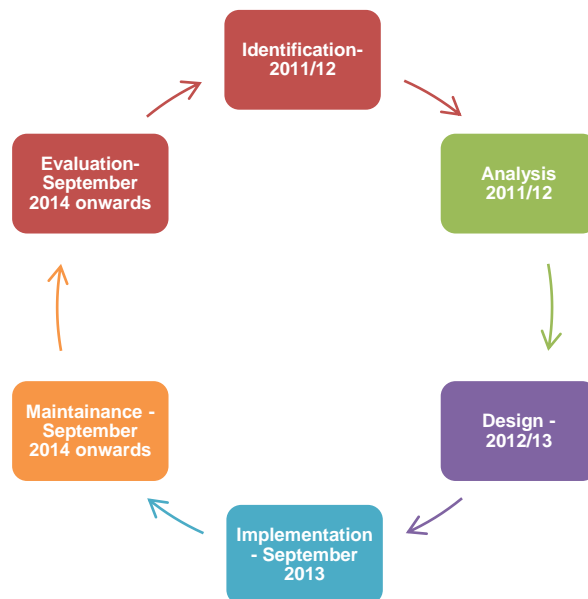 Identification-
2011/12
Analysis
2011/12
Design -
2012/13
Implementation
- September
2013
Maintainance -
September
2014 onwards
Evaluation-
September
2014 onwards